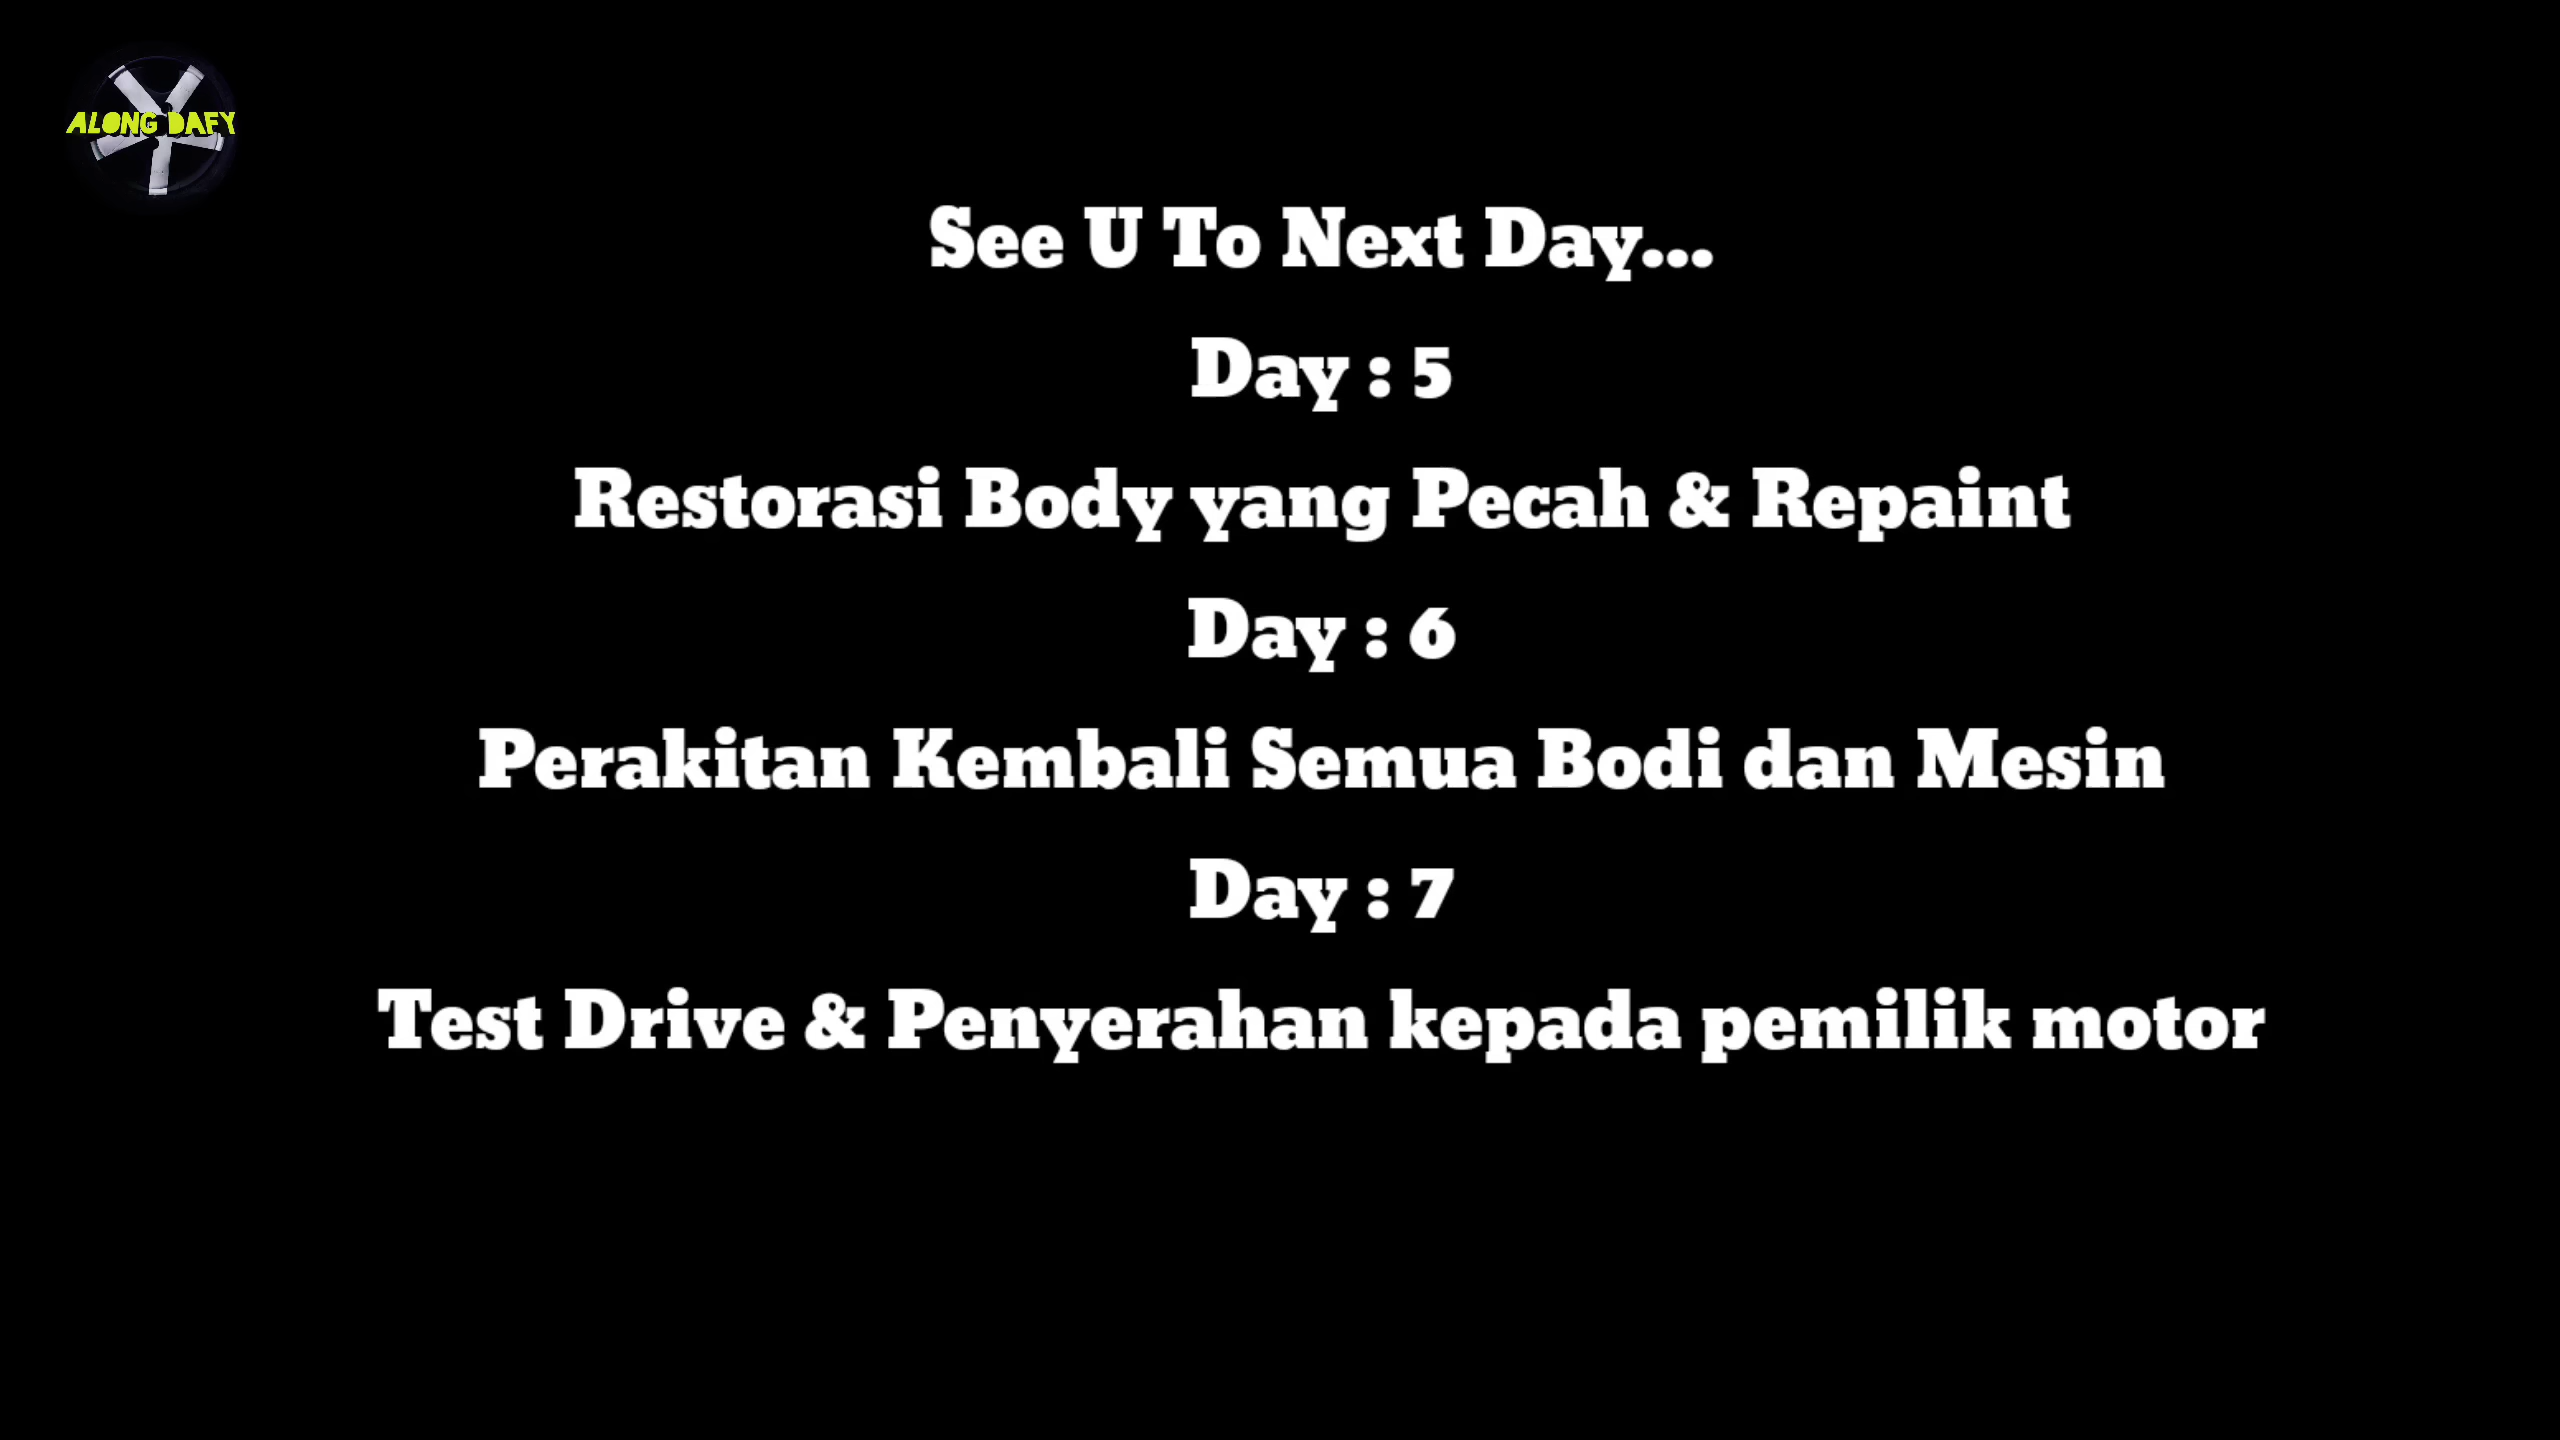 ALONG DAFY
See U To Next Day...
Day : 5
Restorasi Body yang Pecah & Repaint
Day : 6
Perakitan Kembali Semua Bodi dan Mesin
Day : 7
Test Drive & Penyerahan kepada pemilik motor